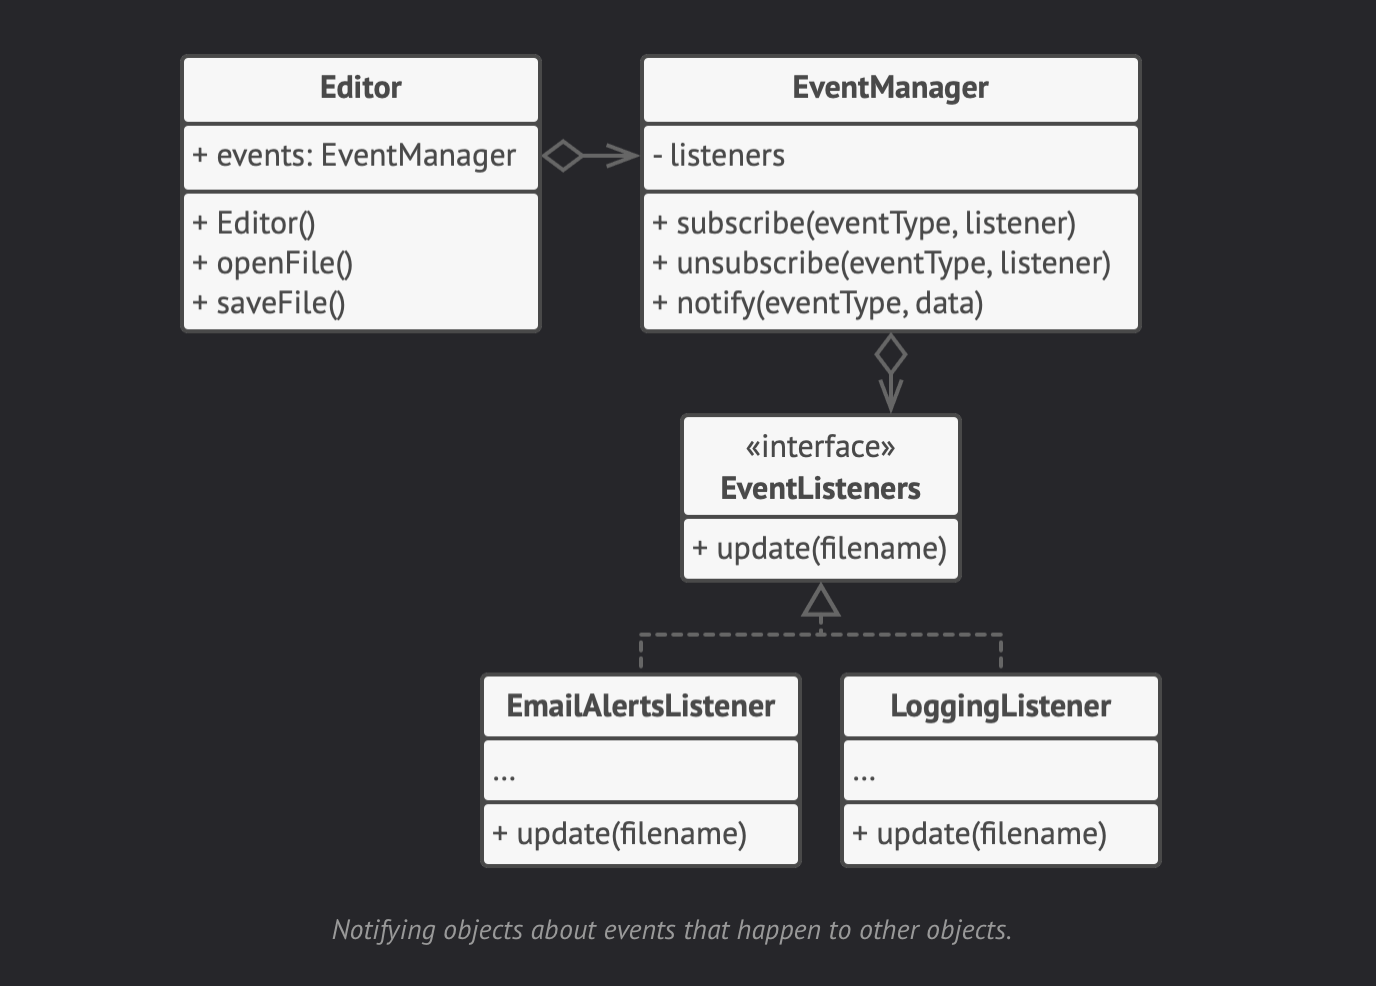 Editor
+ events: EventManager
+ Editor()
+ openFile()
+ saveFile()
EventManager
- listeners
+ subscribe(eventType, listener)
+ unsubscribe(eventType, listener)
+ notify(eventType, data)
«interface»
EventListeners
+ update(filename)
EmailAlertsListener
...
+ update(filename)
LoggingListener
...
+ update(filename)
Notifying objects about events that happen to other objects.